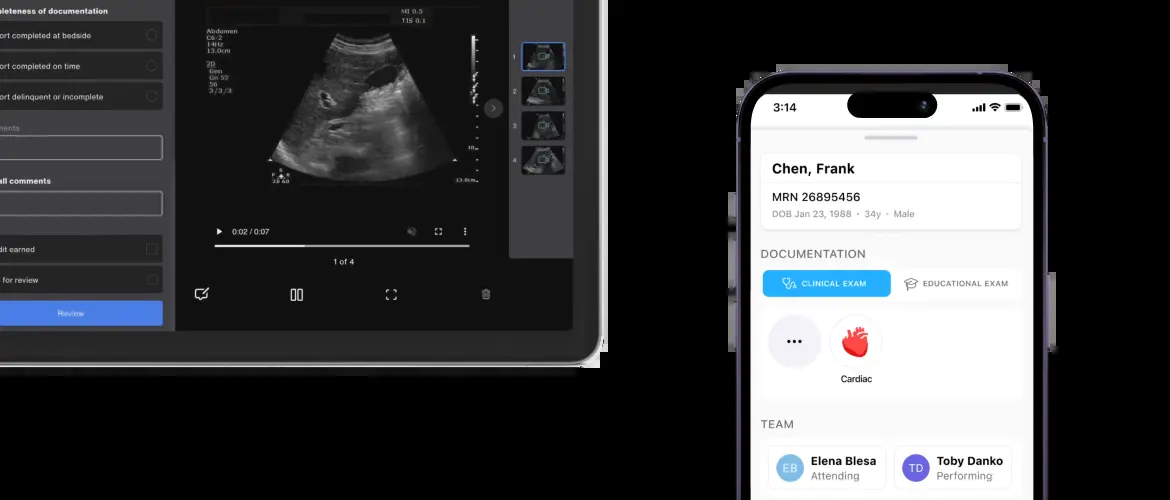 pleteness of documentation
ort completed at bedside
ort completed on time
ort delinquent or incomplete
ments
all comments
dit earned
for review
Review
MI 0.5
TIS 0.1
Abdomen
C6-2
14Hz
13.0cm
2D
Gen
Gn 52
56
3/3/3
10
13.0cm
1
2
3
4
0:02 / 0:07
1 of 4
3:14
Chen, Frank
MRN 26895456
DOB Jan 23, 1988 • 34y • Male
DOCUMENTATION
CLINICAL EXAM
EDUCATIONAL EXAM
Cardiac
TEAM
EB
Elena Blesa
Attending
TD
Toby Danko
Performing